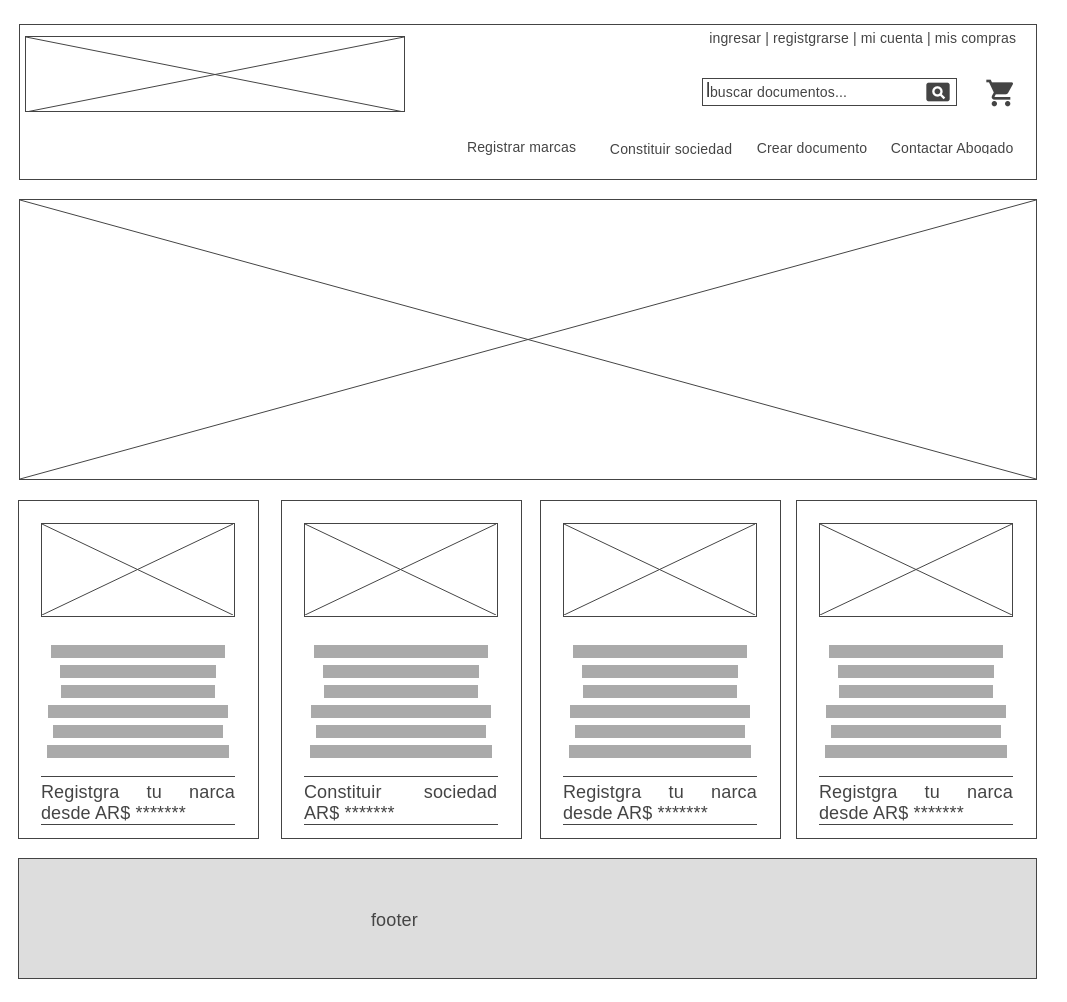 ingresar | registgrarse | mi cuenta | mis compras
buscar documentos...
Registrar marcas Constituir sociedad Crear documento Contactar Abogado
Registgra tu narca
desde AR$ *******
Constituir sociedad
AR$ *******
Registgra tu narca
desde AR$ *******
Registgra tu narca
desde AR$ *******
footer